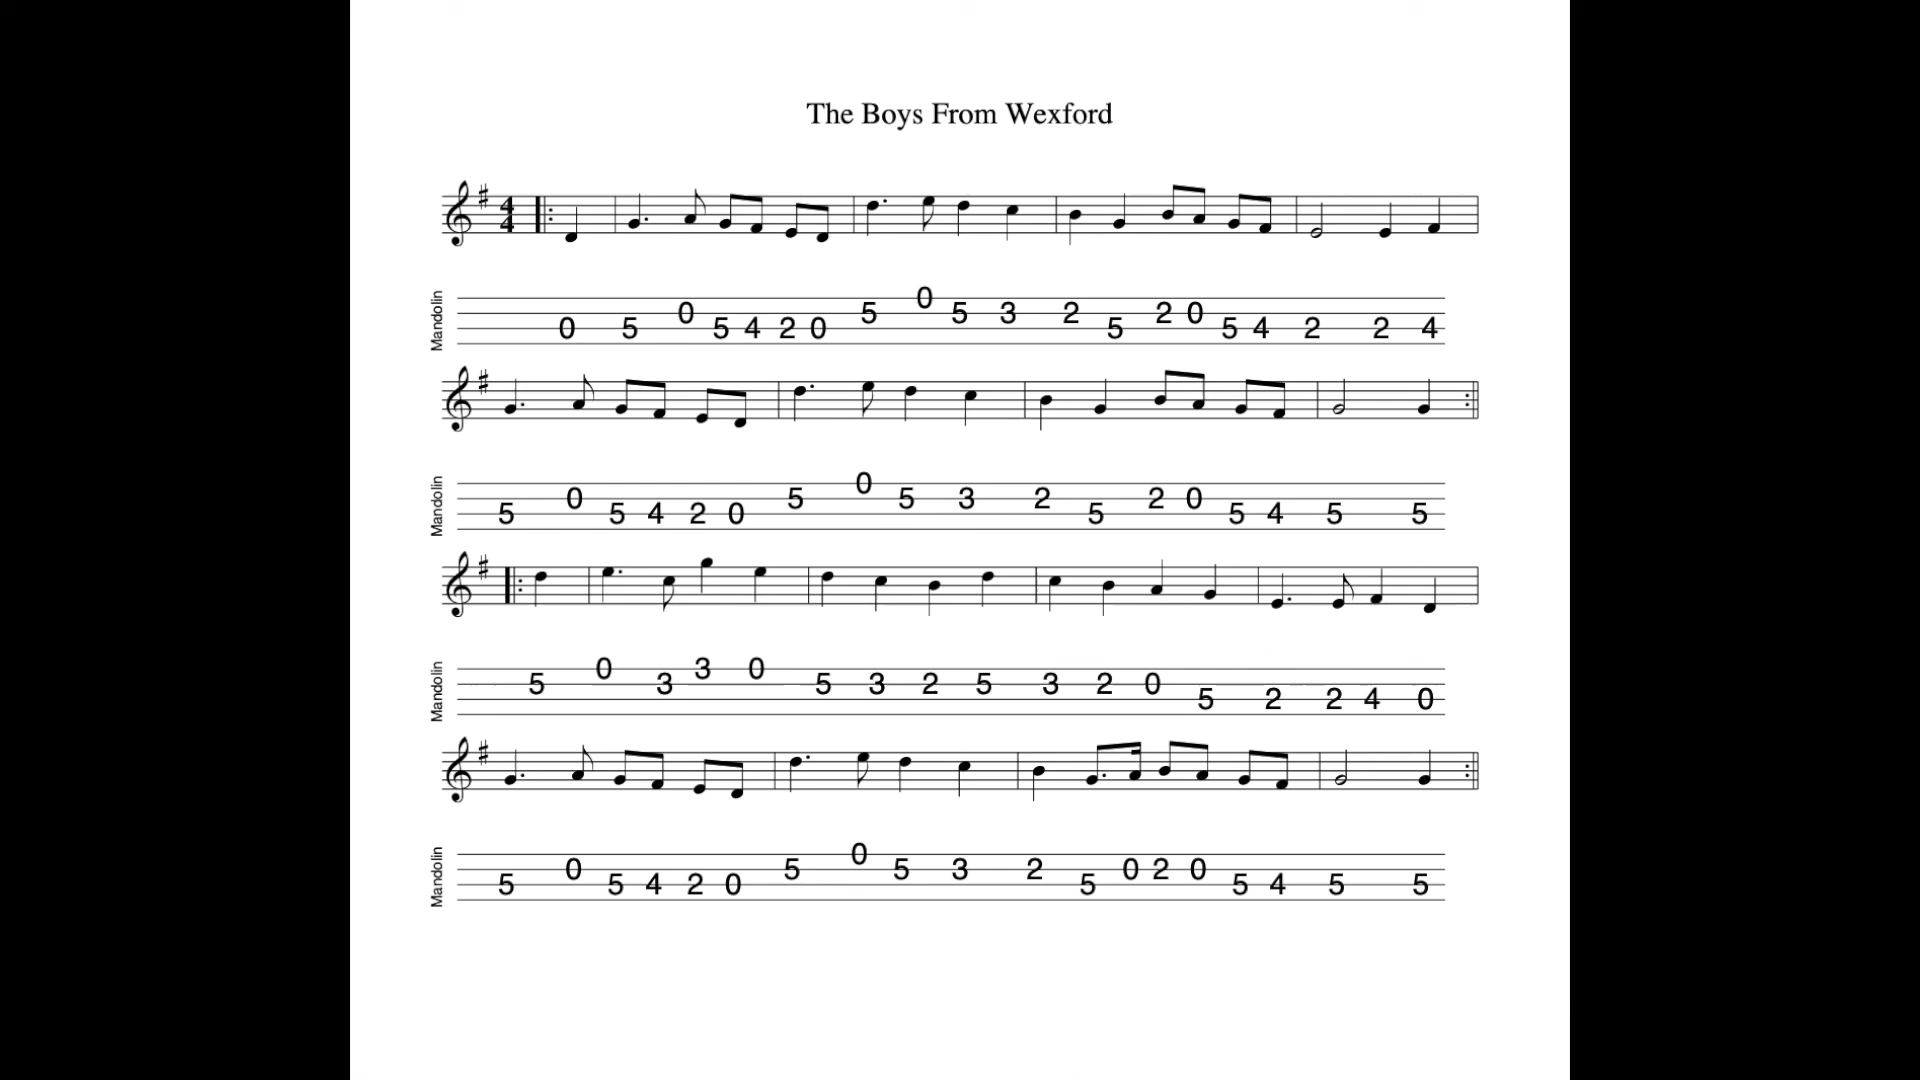 The Boys From Wexford
4
4
Mandolin
0 5 0 5 4 2 0 5 0 5 3 2 5 2 0 5 4 2 2 4
Mandolin
5 0 5 4 2 0 5 0 5 3 2 5 2 0 5 4 5 5
Mandolin
5 0 3 3 0 5 3 2 5 3 2 0 5 2 2 4 0
Mandolin
5 0 5 4 2 0 5 0 5 3 2 5 0 2 0 5 4 5 5